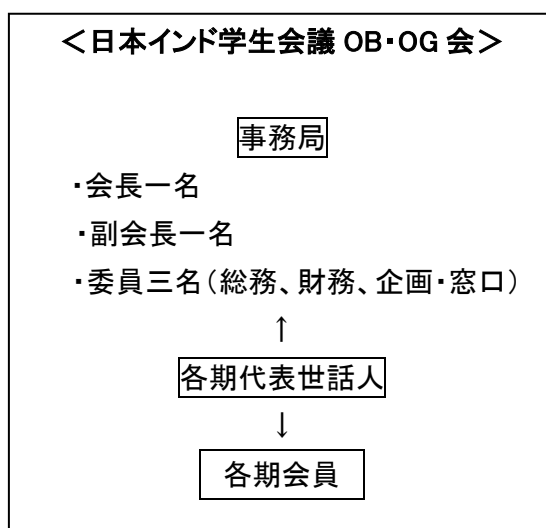 ＜日本インド学生会議 OB・OG 会＞
事務局
・会長一名
・副会長一名
・委員三名（総務、財務、企画・窓口）
↑
各期代表世話人
↓
各期会員